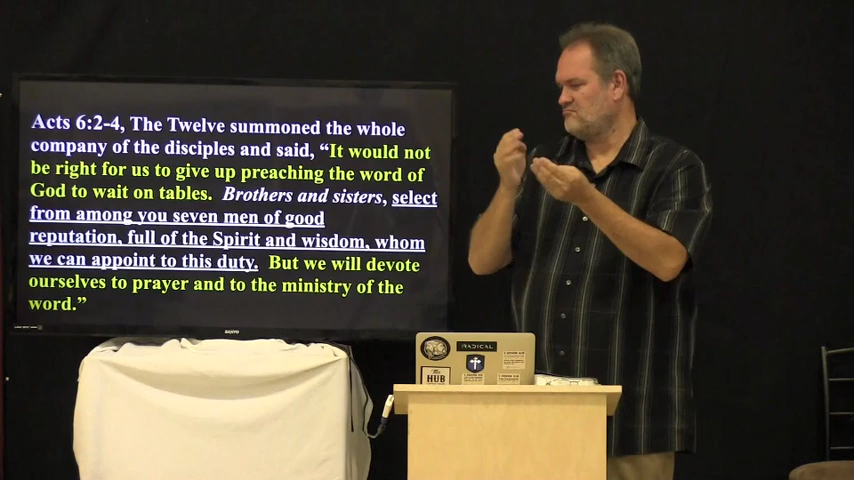 Acts 6:2-4, The Twelve summoned the whole
company of the disciples and said, “It would not
be right for us to give up preaching the word of
God to wait on tables.  Brothers and sisters, select
from among you seven men of good
reputation, full of the Spirit and wisdom, whom
we can appoint to this duty.  But we will devote
ourselves to prayer and to the ministry of the
word.”
SANYO
RADICAL
HUB